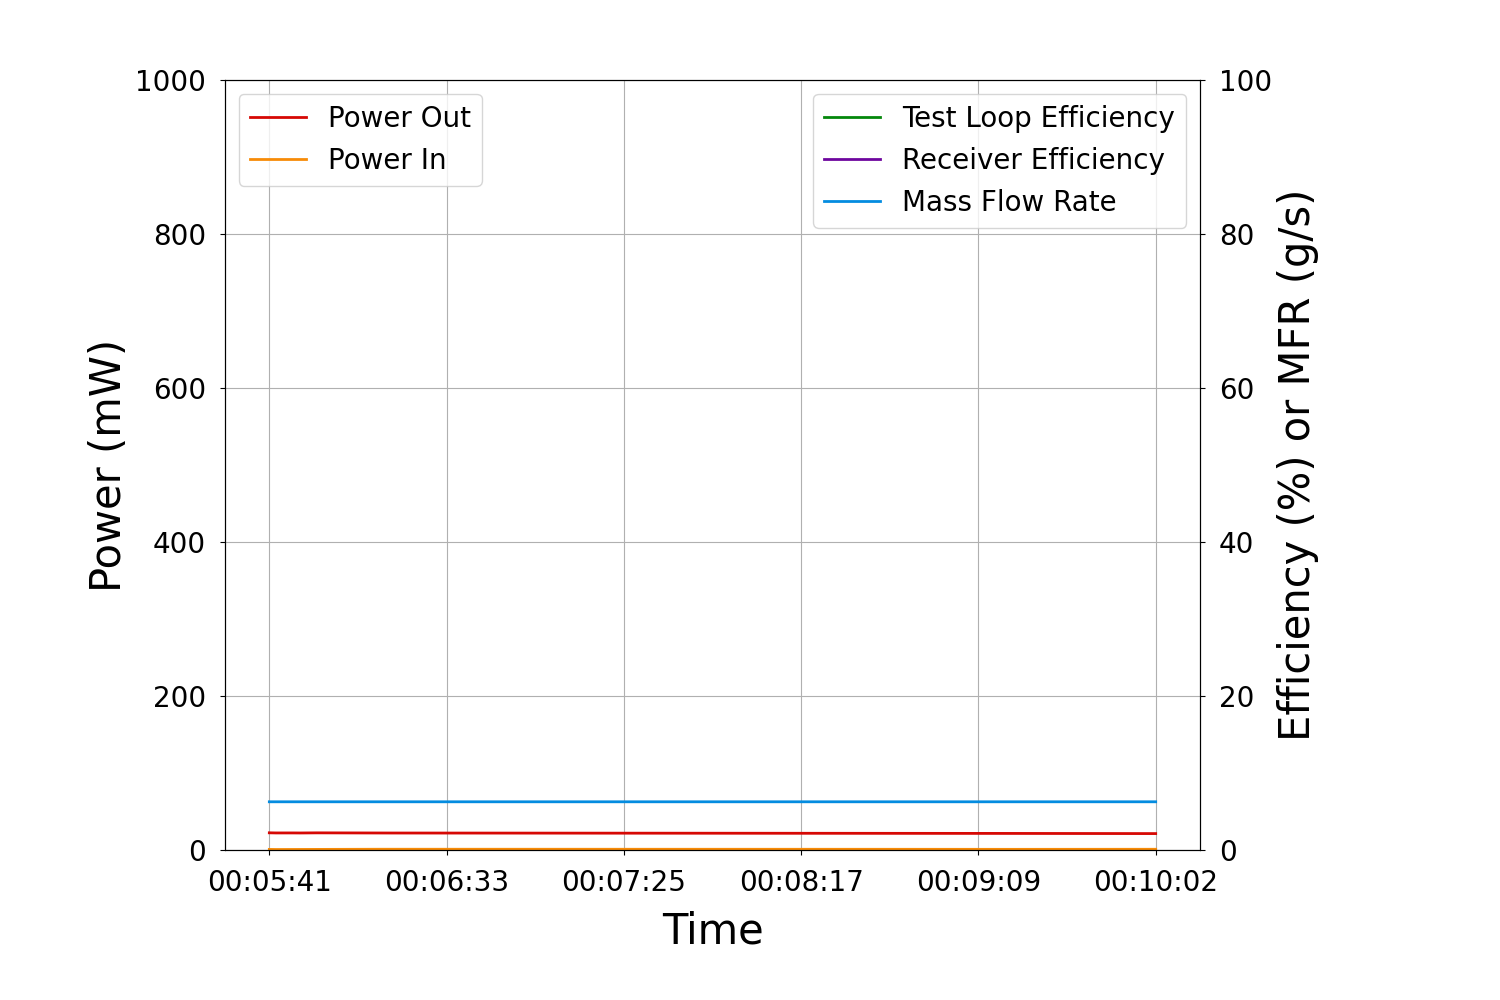 1000
800
600
400
200
0
Power (mW)
Power Out
Power In
Test Loop Efficiency
Receiver Efficiency
Mass Flow Rate
100
80
60
40
20
0
Efficiency (%) or MFR (g/s)
00:05:41 00:06:33 00:07:25 00:08:17 00:09:09 00:10:02
Time